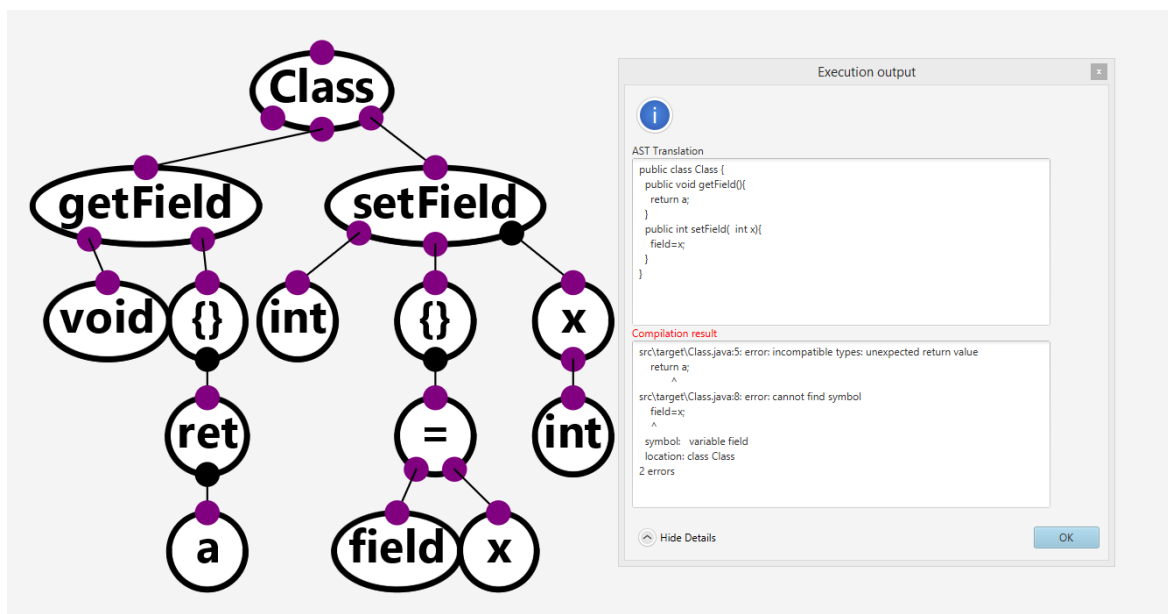 Class
getField
setField
void
{}
int
{}
x
ret
=
int
a
field
x
Execution output
x
i
AST Translation
public class Class {
public void getField(){
return a;
}
public int setField(  int x){
field=x;
}
}
Compilation result
src\target\Class.java:5: error: incompatible types: unexpected return value
return a;
^
src\target\Class.java:8: error: cannot find symbol
field=x;
^
symbol:   variable field
location: class Class
2 errors
Hide Details
OK